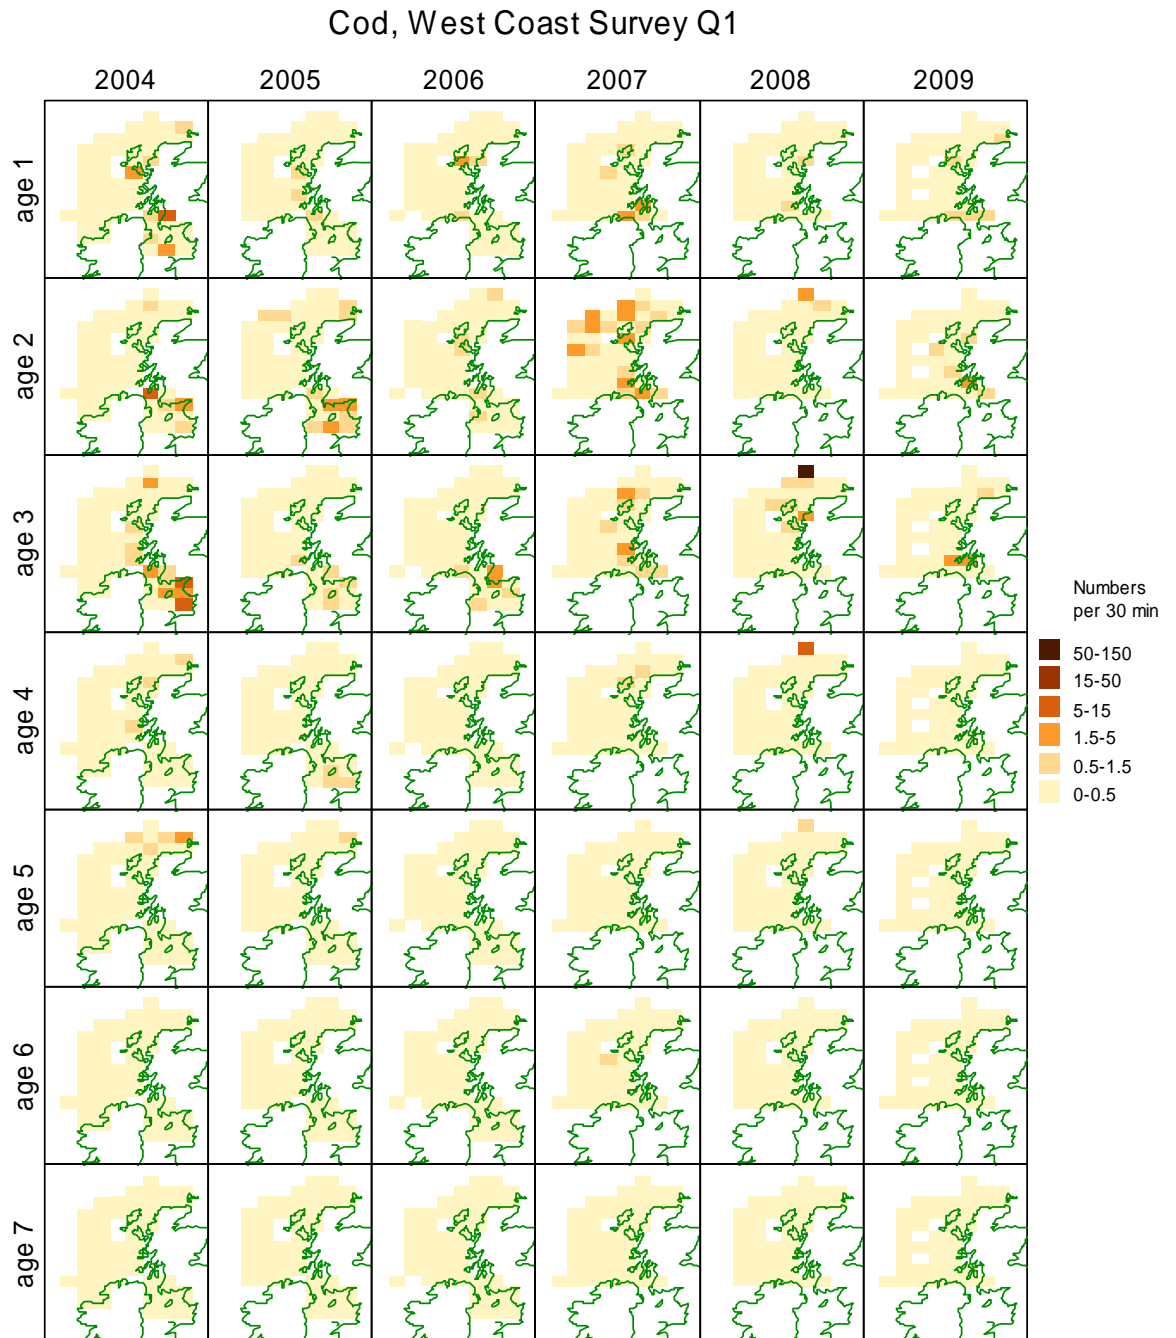 Cod, West Coast Survey Q1
2004 2005 2006 2007 2008 2009
age 1
age 2
age 3
age 4
age 5
age 6
age 7
Numbers
per 30 min
50-150
15-50
5-15
1.5-5
0.5-1.5
0-0.5